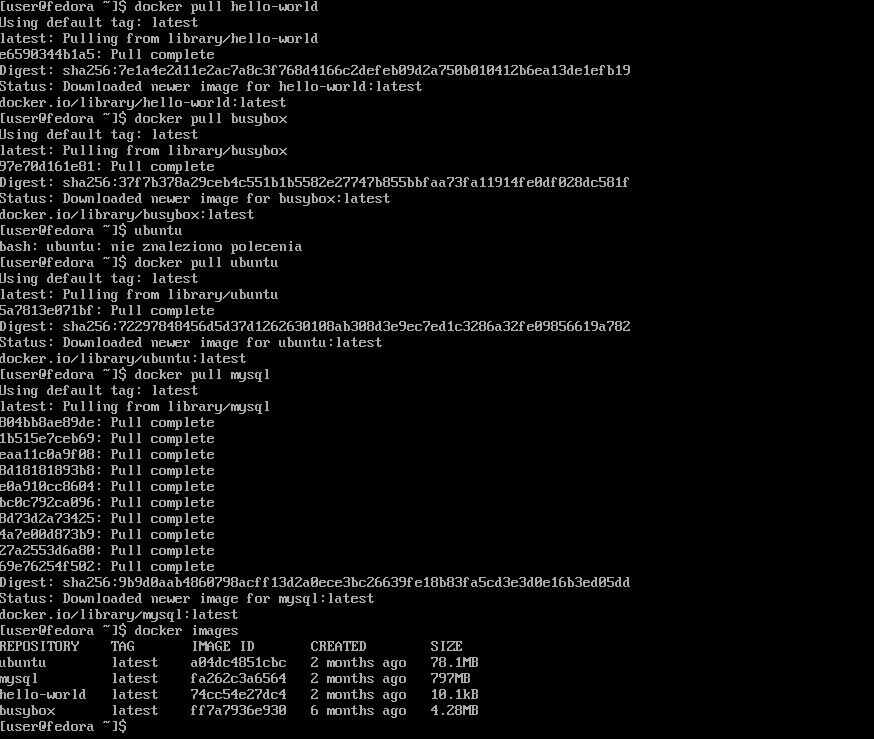 [user@fedora ~]$ docker pull hello-world
Using default tag: latest
latest: Pulling from library/hello-world
e6590344b1a5: Pull complete
Digest: sha256:7e1a4e2d11e2ac7a8c3f768d4166c2defeb09d2a750b010412b6ea13de1efb19
Status: Downloaded newer image for hello-world:latest
docker.io/library/hello-world:latest
[user@fedora ~]$ docker pull busybox
Using default tag: latest
latest: Pulling from library/busybox
97e70d161e81: Pull complete
Digest: sha256:37f7b378a29ceb4c551b1b5582e27747b855bbfaa73fa11914fe0df028dc581f
Status: Downloaded newer image for busybox:latest
docker.io/library/busybox:latest
[user@fedora ~]$ ubuntu
bash: ubuntu: nie znaleziono polecenia
[user@fedora ~]$ docker pull ubuntu
Using default tag: latest
latest: Pulling from library/ubuntu
5a7813e071bf: Pull complete
Digest: sha256:72297848456d5d37d1262630108ab308d3e9ec7ed1c3286a32fe09856619a782
Status: Downloaded newer image for ubuntu:latest
docker.io/library/ubuntu:latest
[user@fedora ~]$ docker pull mysql
Using default tag: latest
latest: Pulling from library/mysql
804bb8ae89de: Pull complete
1b515e7ceb69: Pull complete
eaa11c0a9f08: Pull complete
8d18181893b8: Pull complete
e0a910cc8604: Pull complete
bc0c792ca096: Pull complete
8d73d2a73425: Pull complete
4a7e00d873b9: Pull complete
27a2553d6a80: Pull complete
69e76254f502: Pull complete
Digest: sha256:9b9d0aab4860798acff13d2a0ece3bc26639fe18b83fa5cd3e3d0e16b3ed05dd
Status: Downloaded newer image for mysql:latest
docker.io/library/mysql:latest
[user@fedora ~]$ docker images
REPOSITORY    TAG       IMAGE ID       CREATED        SIZE
ubuntu        latest    a04dc4851cbc   2 months ago   78.1MB
mysql         latest    fa262c3a6564   2 months ago   797MB
hello-world   latest    74cc54e27dc4   2 months ago   10.1kB
busybox       latest    ff7a7936e930   6 months ago   4.28MB
[user@fedora ~]$